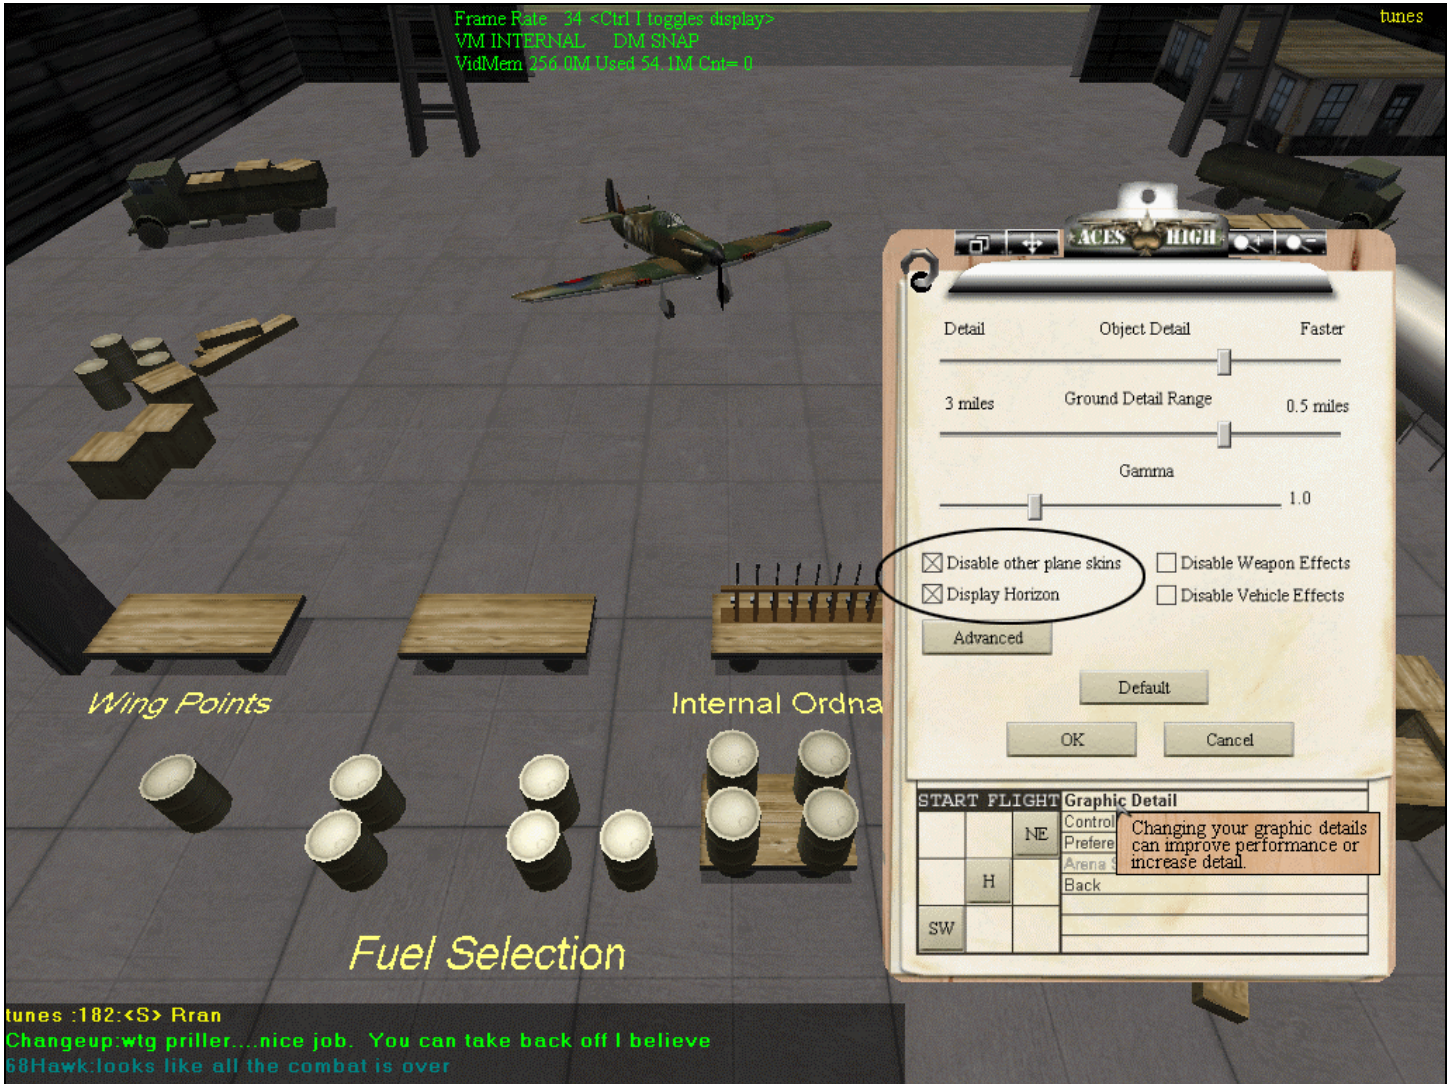 Frame Rate 34 <Ctrl I toggles display>
VM INTERNAL DM SNAP
VidMem 256.0M Used 54.1M Cnt= 0
tunes
ACES HIGH
Detail Object Detail Faster
3 miles Ground Detail Range 0.5 miles
Gamma
1.0
Disable other plane skins Disable Weapon Effects
Display Horizon Disable Vehicle Effects
Advanced
Default
OK Cancel
START FLIGHT Graphic Detail
NE Control
Prefere
Arena S
H Back
SW
Changing your graphic details
can improve performance or
increase detail.
Wing Points
Internal Ordna
Fuel Selection
tunes :182:<S> Rran
Changeup:wtg priller....nice job. You can take back off I believe
68Hawk:looks like all the combat is over